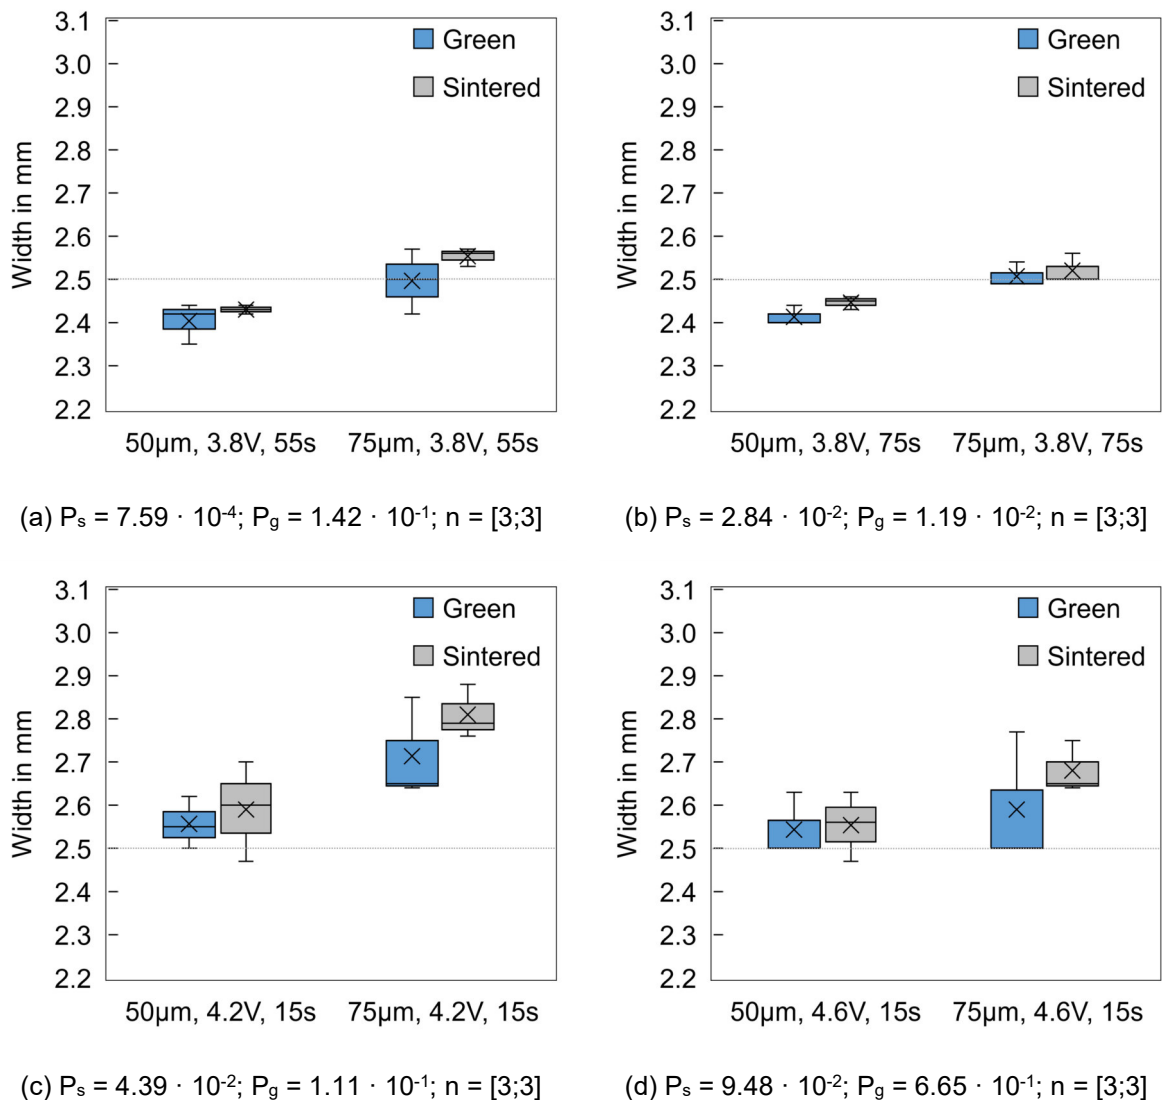 3.1
3.0
2.9
2.8
2.7
2.6
2.5
2.4
2.3
2.2
Width in mm
Green
Sintered
50µm, 3.8V, 55s 75µm, 3.8V, 55s
(a) Pₛ = 7.59 · 10⁻⁴; P_g = 1.42 · 10⁻¹; n = [3;3]
3.1
3.0
2.9
2.8
2.7
2.6
2.5
2.4
2.3
2.2
Width in mm
Green
Sintered
50µm, 3.8V, 75s 75µm, 3.8V, 75s
(b) Pₛ = 2.84 · 10⁻²; P_g = 1.19 · 10⁻²; n = [3;3]
3.1
3.0
2.9
2.8
2.7
2.6
2.5
2.4
2.3
2.2
Width in mm
Green
Sintered
50µm, 4.2V, 15s 75µm, 4.2V, 15s
(c) Pₛ = 4.39 · 10⁻²; P_g = 1.11 · 10⁻¹; n = [3;3]
3.1
3.0
2.9
2.8
2.7
2.6
2.5
2.4
2.3
2.2
Width in mm
Green
Sintered
50µm, 4.6V, 15s 75µm, 4.6V, 15s
(d) Pₛ = 9.48 · 10⁻²; P_g = 6.65 · 10⁻¹; n = [3;3]